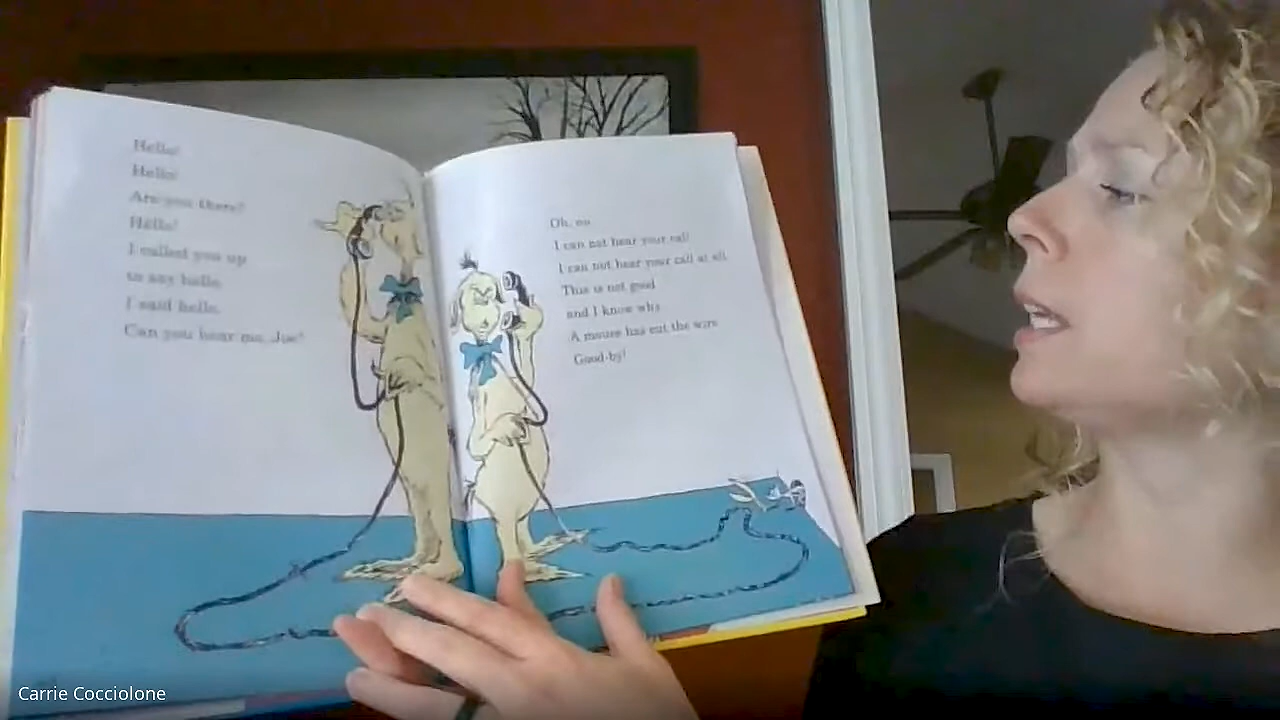 Hello!
Hello!
Are you there?
Hello!
I called you up
to say hello.
I said hello.
Can you hear me, Joe?
Oh, no.
I can not hear your call.
I can not hear your call at all.
This is not good
and I know why.
A mouse has cut the wire.
Good-by!
Carrie Cocciolone